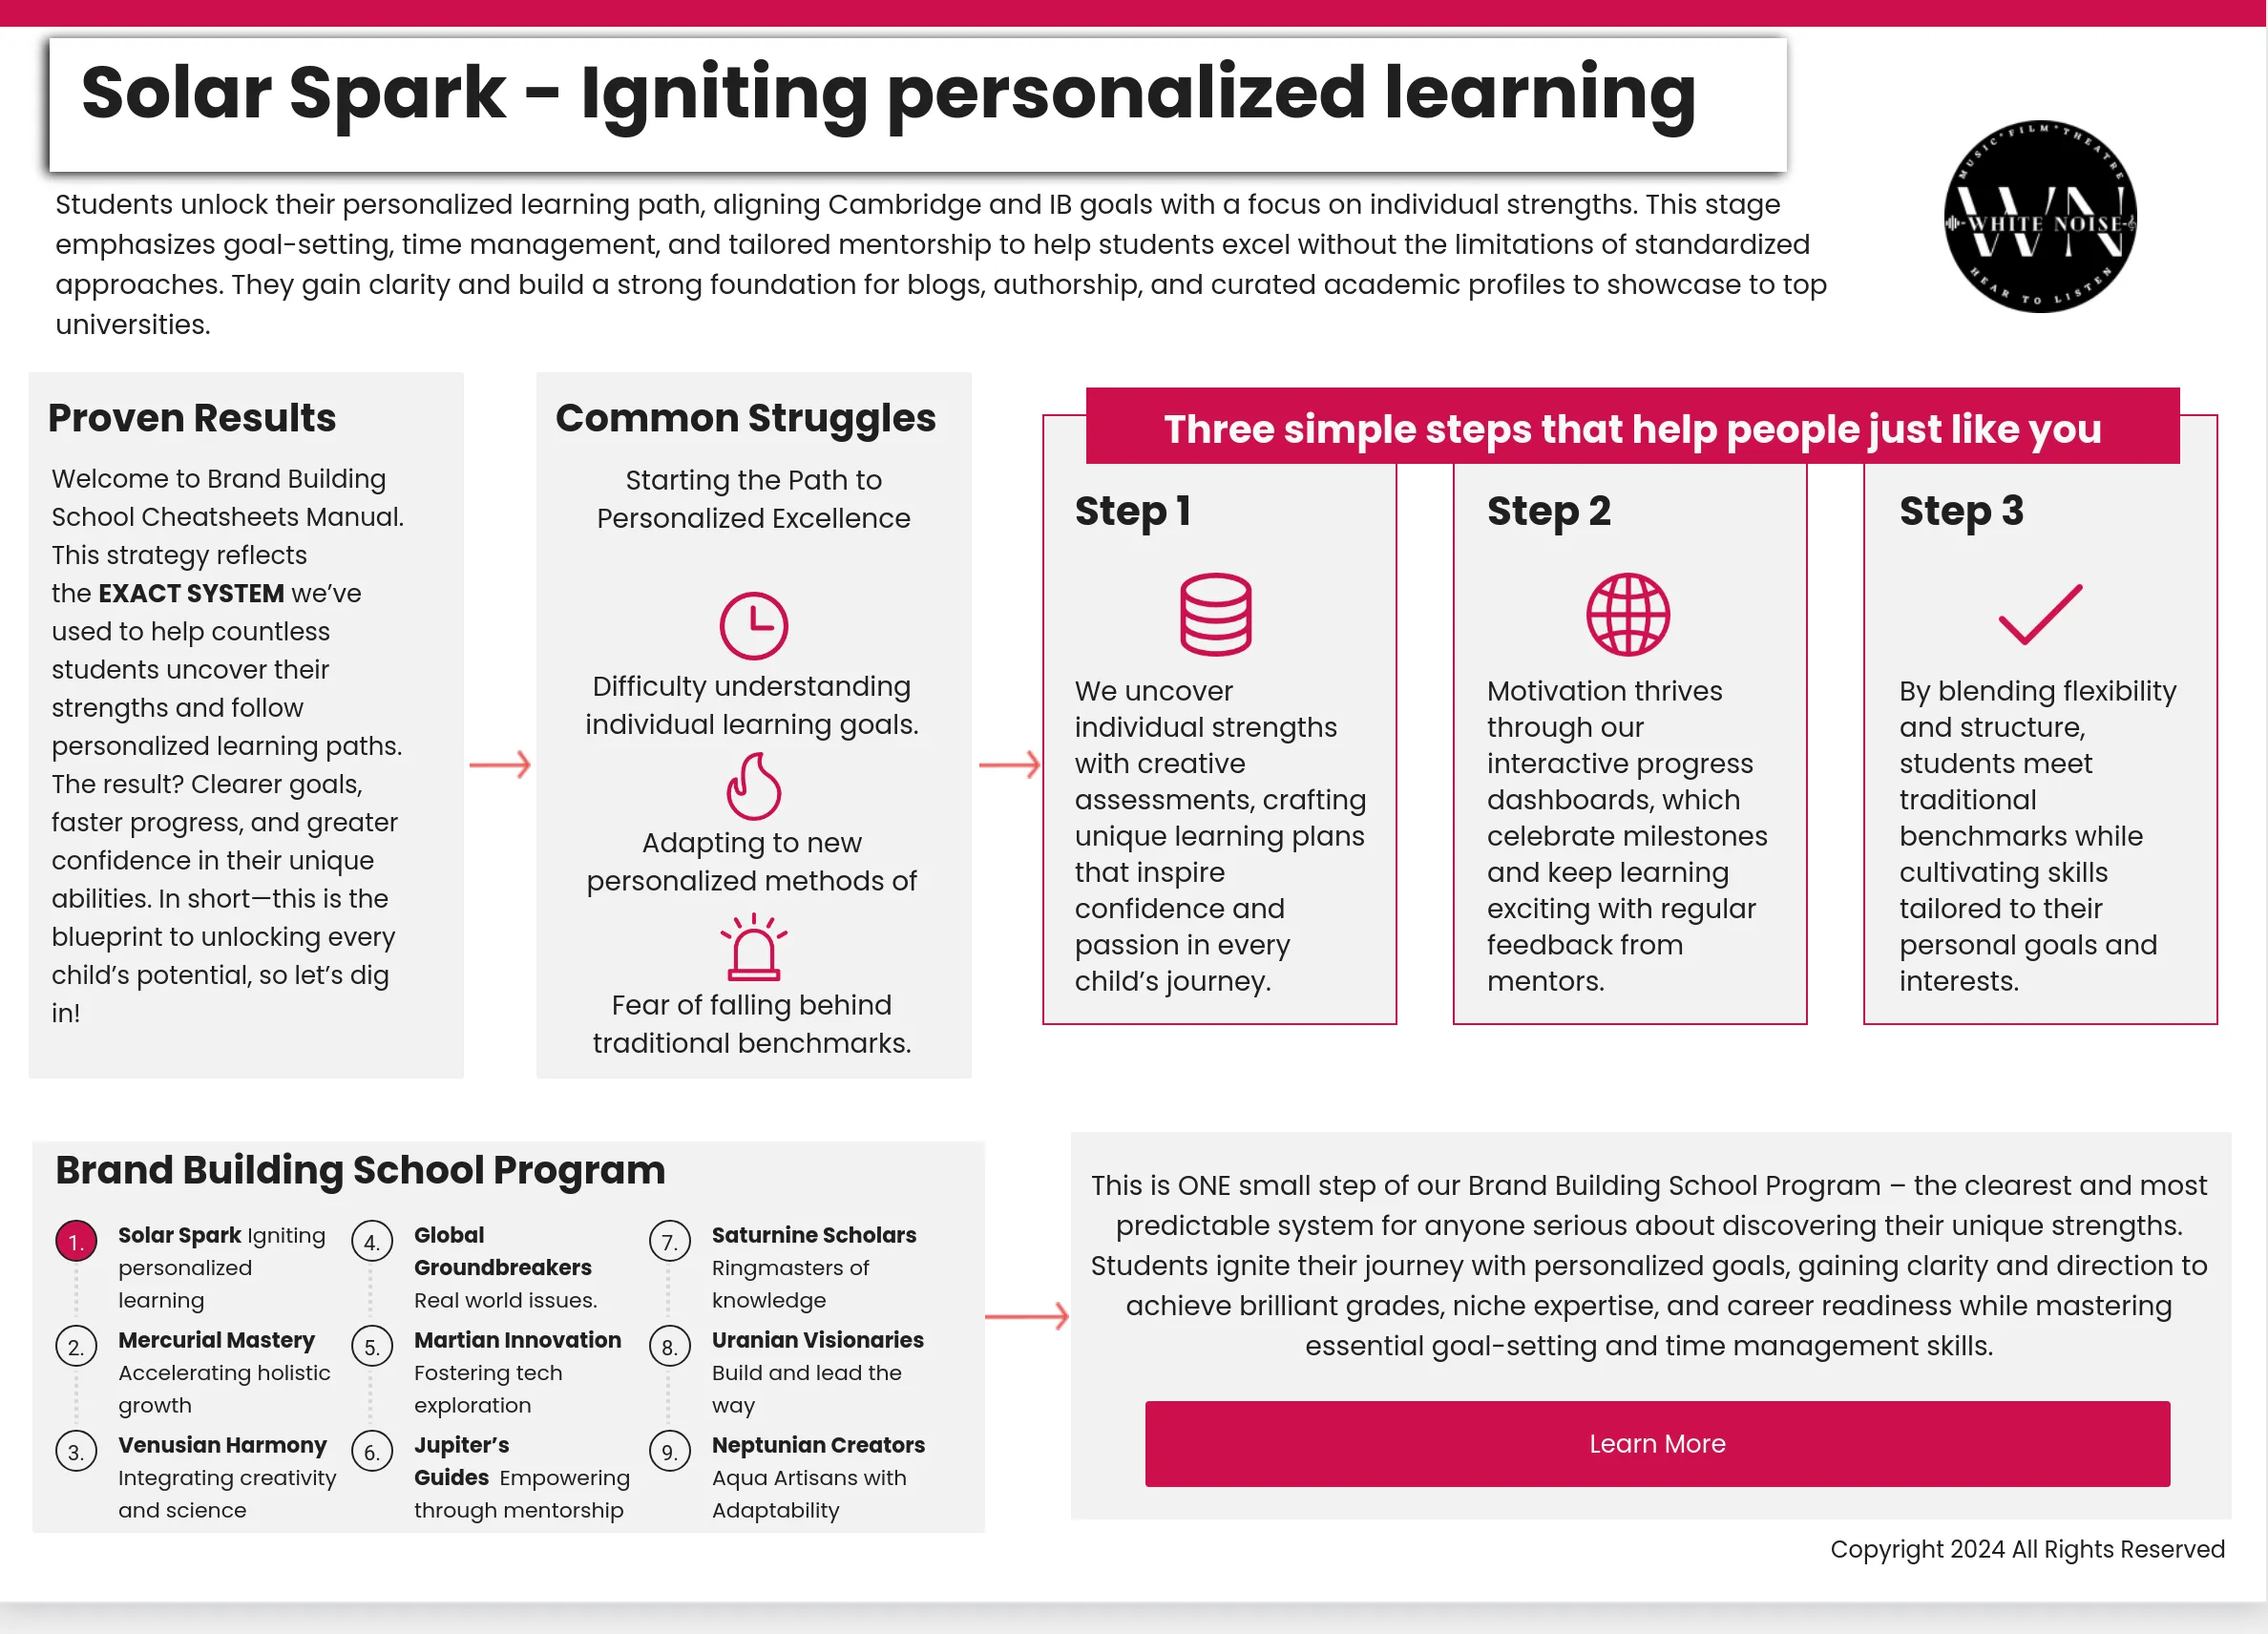 Solar Spark - Igniting personalized learning
MUSIC*FILM*THEATRE
WN
WHITE NOISE
HEAR TO LISTEN
Students unlock their personalized learning path, aligning Cambridge and IB goals with a focus on individual strengths. This stage
emphasizes goal-setting, time management, and tailored mentorship to help students excel without the limitations of standardized
approaches. They gain clarity and build a strong foundation for blogs, authorship, and curated academic profiles to showcase to top
universities.
Proven Results
Welcome to Brand Building
School Cheatsheets Manual.
This strategy reflects
the EXACT SYSTEM we’ve
used to help countless
students uncover their
strengths and follow
personalized learning paths.
The result? Clearer goals,
faster progress, and greater
confidence in their unique
abilities. In short—this is the
blueprint to unlocking every
child’s potential, so let’s dig
in!
Common Struggles
Starting the Path to
Personalized Excellence
Difficulty understanding
individual learning goals.
Adapting to new
personalized methods of
Fear of falling behind
traditional benchmarks.
Three simple steps that help people just like you
Step 1
We uncover
individual strengths
with creative
assessments, crafting
unique learning plans
that inspire
confidence and
passion in every
child’s journey.
Step 2
Motivation thrives
through our
interactive progress
dashboards, which
celebrate milestones
and keep learning
exciting with regular
feedback from
mentors.
Step 3
By blending flexibility
and structure,
students meet
traditional
benchmarks while
cultivating skills
tailored to their
personal goals and
interests.
Brand Building School Program
1. Solar Spark Igniting
personalized
learning
2. Mercurial Mastery
Accelerating holistic
growth
3. Venusian Harmony
Integrating creativity
and science
4. Global
Groundbreakers
Real world issues.
5. Martian Innovation
Fostering tech
exploration
6. Jupiter’s
Guides Empowering
through mentorship
7. Saturnine Scholars
Ringmasters of
knowledge
8. Uranian Visionaries
Build and lead the
way
9. Neptunian Creators
Aqua Artisans with
Adaptability
This is ONE small step of our Brand Building School Program – the clearest and most
predictable system for anyone serious about discovering their unique strengths.
Students ignite their journey with personalized goals, gaining clarity and direction to
achieve brilliant grades, niche expertise, and career readiness while mastering
essential goal-setting and time management skills.
Learn More
Copyright 2024 All Rights Reserved